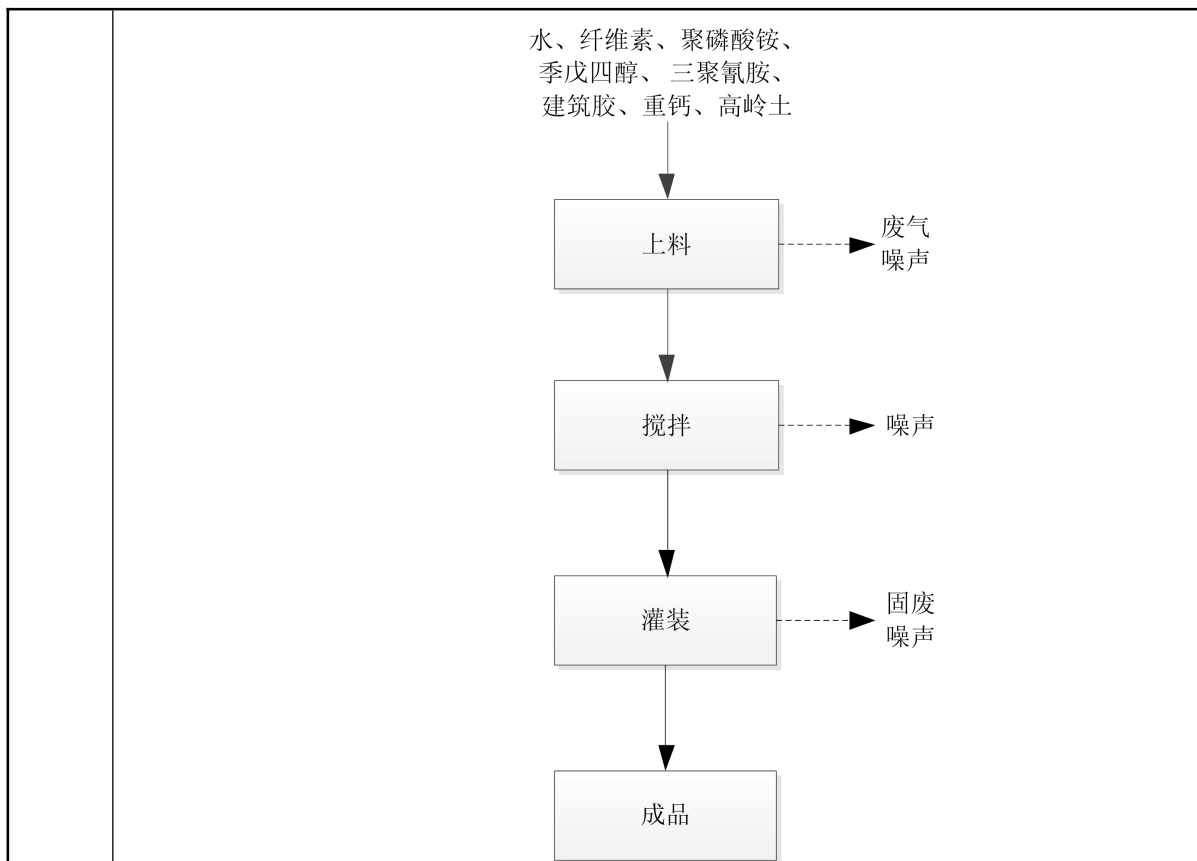 水、纤维素、聚磷酸铵、
季戊四醇、 三聚氰胺、
建筑胶、重钙、高岭土
上料
废气
噪声
搅拌
噪声
灌装
固废
噪声
成品